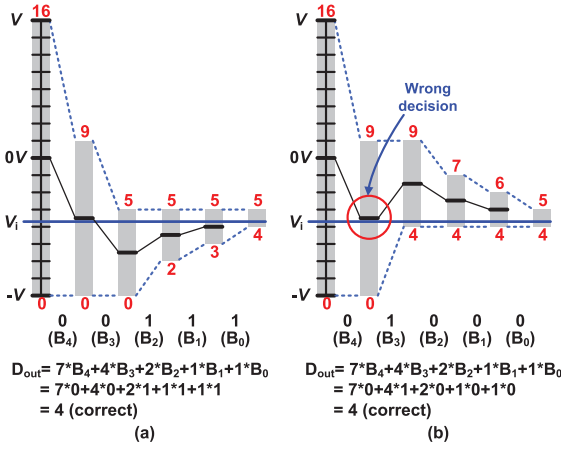 V 16
9
0V
5 5 5 5
Vi
4
3
2
-V
0 0 0
0 0 1 1 1
(B4) (B3) (B2) (B1) (B0)
Dout= 7*B4+4*B3+2*B2+1*B1+1*B0
= 7*0+4*0+2*1+1*1+1*1
= 4 (correct)
(a)
V 16
Wrong
decision
9 9
0V
7
6
5
Vi
4 4 4 4
-V
0 0
0 1 0 0 0
(B4) (B3) (B2) (B1) (B0)
Dout= 7*B4+4*B3+2*B2+1*B1+1*B0
= 7*0+4*1+2*0+1*0+1*0
= 4 (correct)
(b)